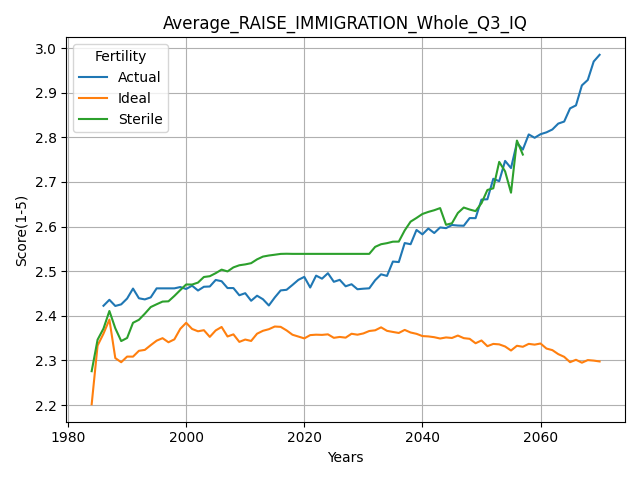 Average_RAISE_IMMIGRATION_Whole_Q3_IQ
3.0
2.9
2.8
2.7
2.6
2.5
2.4
2.3
2.2
Score(1-5)
Fertility
Actual
Ideal
Sterile
1980
2000
2020
2040
2060
Years